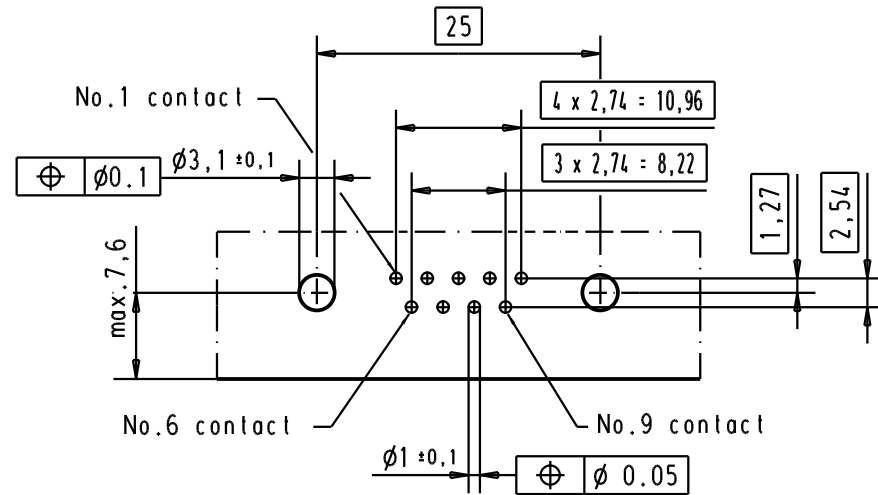 25
No.1 contact
4 x 2,74 = 10,96
⌖ ø0.1
ø3,1 ±0,1
3 x 2,74 = 8,22
1,27
2,54
max.7,6
No.6 contact
No.9 contact
ø1 ±0,1
⌖ ø 0.05